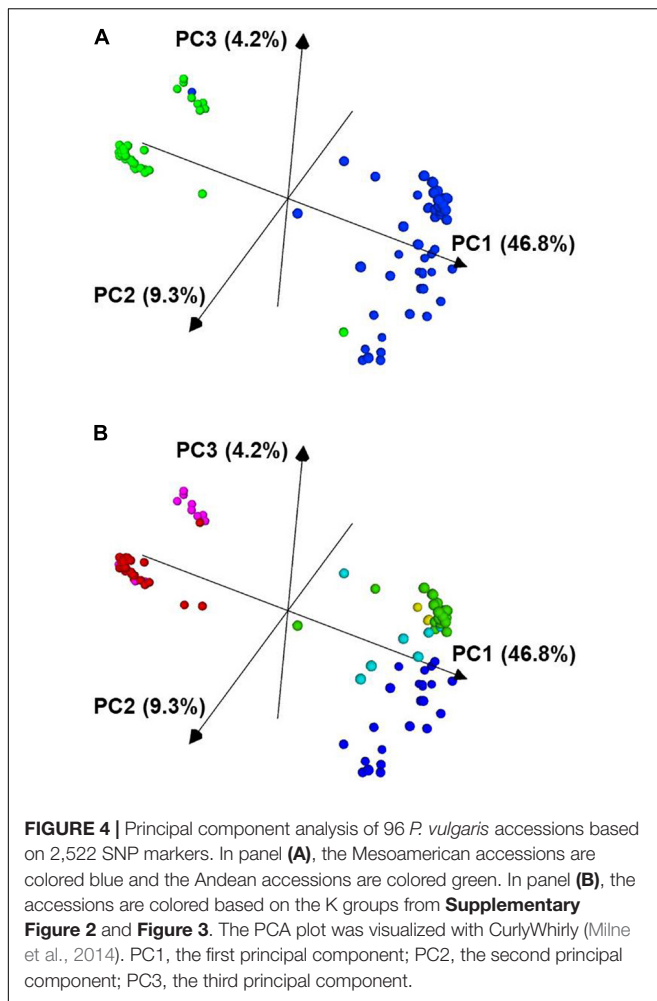 A
PC3 (4.2%)
PC1 (46.8%)
PC2 (9.3%)
B
PC3 (4.2%)
PC1 (46.8%)
PC2 (9.3%)
FIGURE 4 | Principal component analysis of 96 P. vulgaris accessions based
on 2,522 SNP markers. In panel (A), the Mesoamerican accessions are
colored blue and the Andean accessions are colored green. In panel (B), the
accessions are colored based on the K groups from Supplementary
Figure 2 and Figure 3. The PCA plot was visualized with CurlyWhirly (Milne
et al., 2014). PC1, the first principal component; PC2, the second principal
component; PC3, the third principal component.